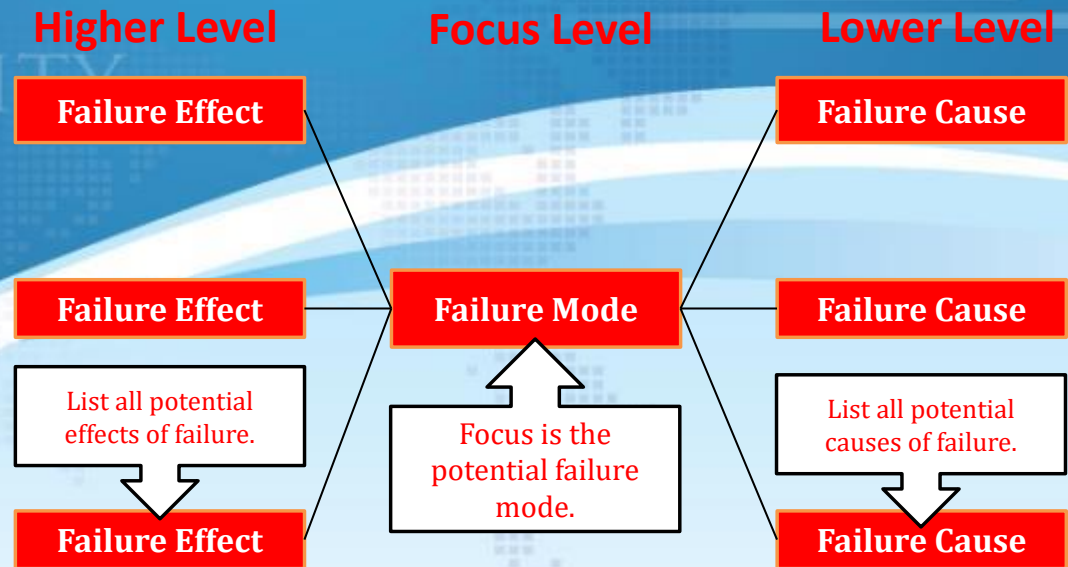 Higher Level
Focus Level
Lower Level
ITY
Failure Effect
Failure Cause
Failure Effect
Failure Mode
Failure Cause
List all potential
effects of failure.
Focus is the
potential failure
mode.
List all potential
causes of failure.
Failure Effect
Failure Cause